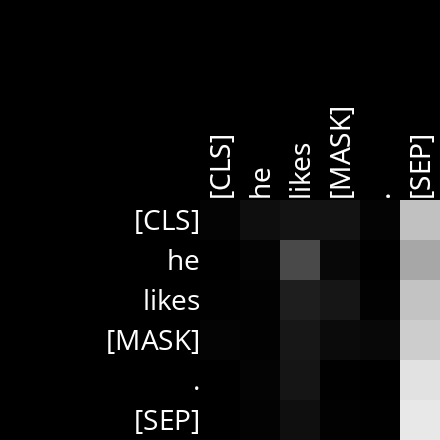 [CLS]
he
likes
[MASK]
.
[SEP]
[CLS]
he
likes
[MASK]
.
[SEP]